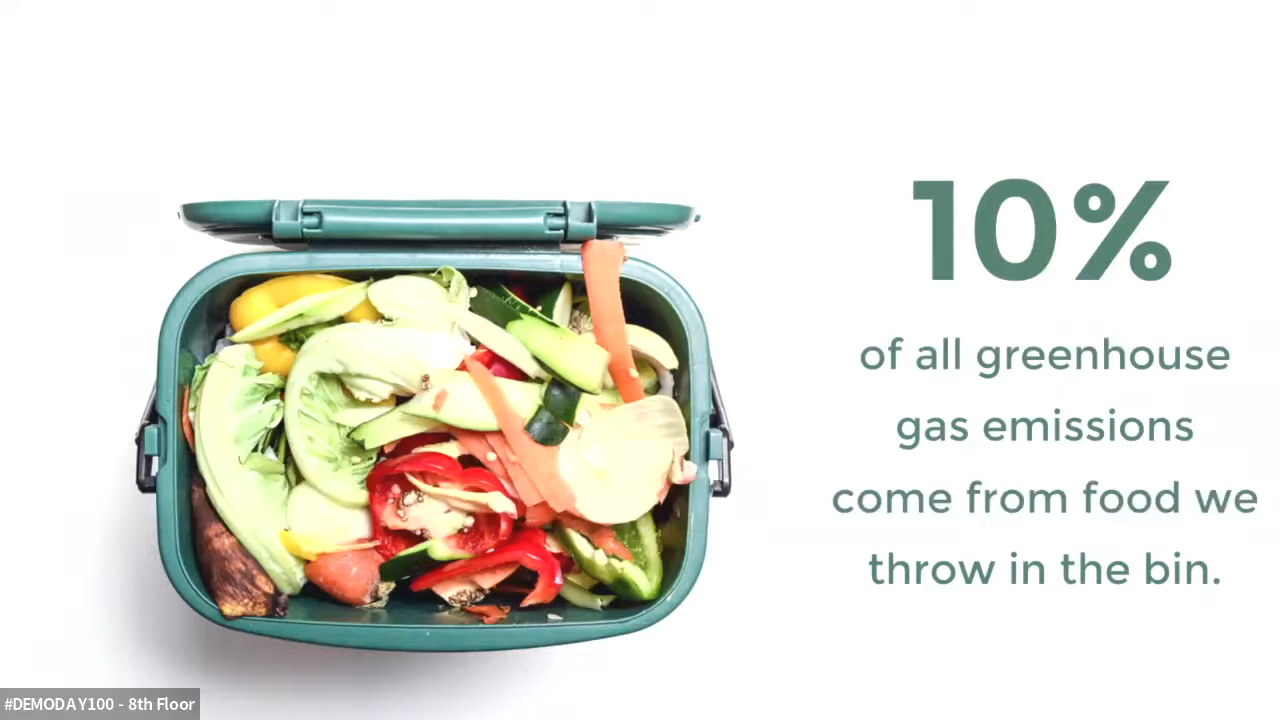 10%
of all greenhouse
gas emissions
come from food we
throw in the bin.
#DEMODAY100 - 8th Floor